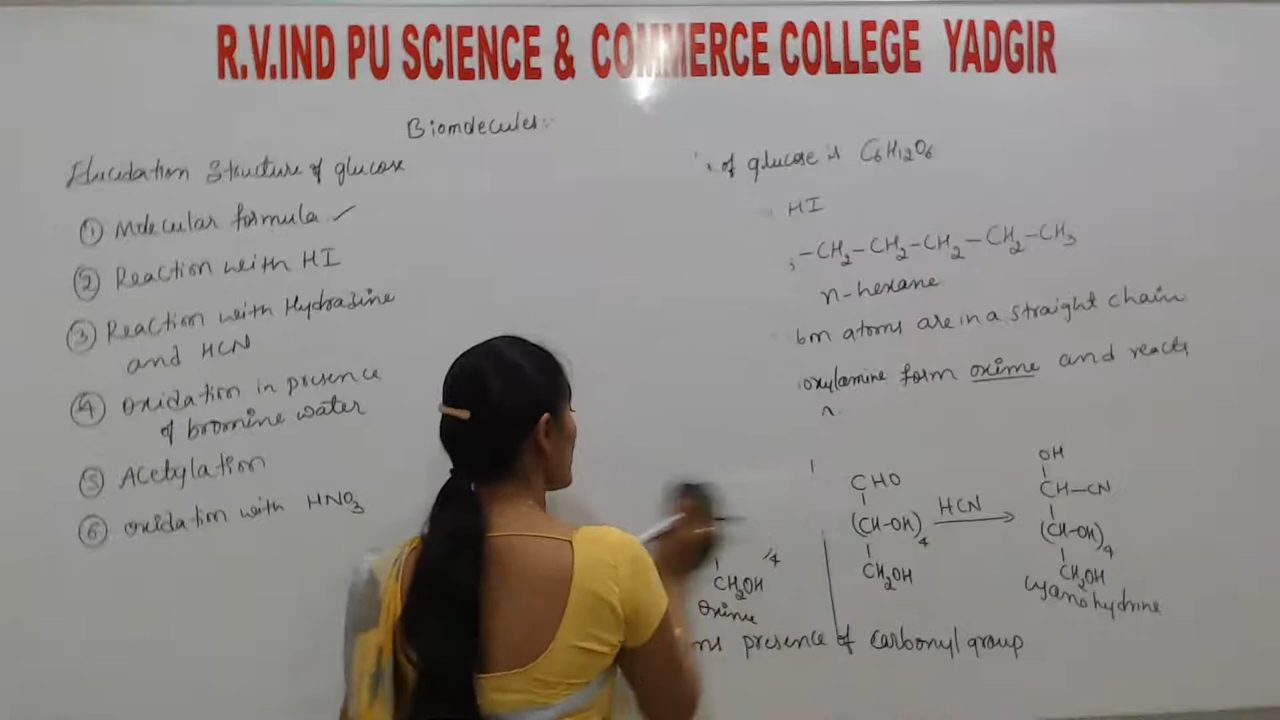 R.V.IND PU SCIENCE & COMMERCE COLLEGE YADGIR
Biomolecules:
Elucidation Structure of glucose
① Molecular formula ✓
② Reaction with HI
③ Reaction with Hydrazine
and HCN
④ Oxidation in presence
of bromine water
⑤ Acetylation
⑥ oxidation with HNO3
of glucose is C6H12O6
HI
-CH2-CH2-CH2-CH2-CH3
n-hexane
bon atoms are in a straight chain
oxylamine form oxime and reacts
CHO
(CH-OH)4
CH2OH
HCN
OH
CH-CN
(CH-OH)4
CH2OH
cyanohydrine
4
CH2OH
Oxime
ms presence of carbonyl group